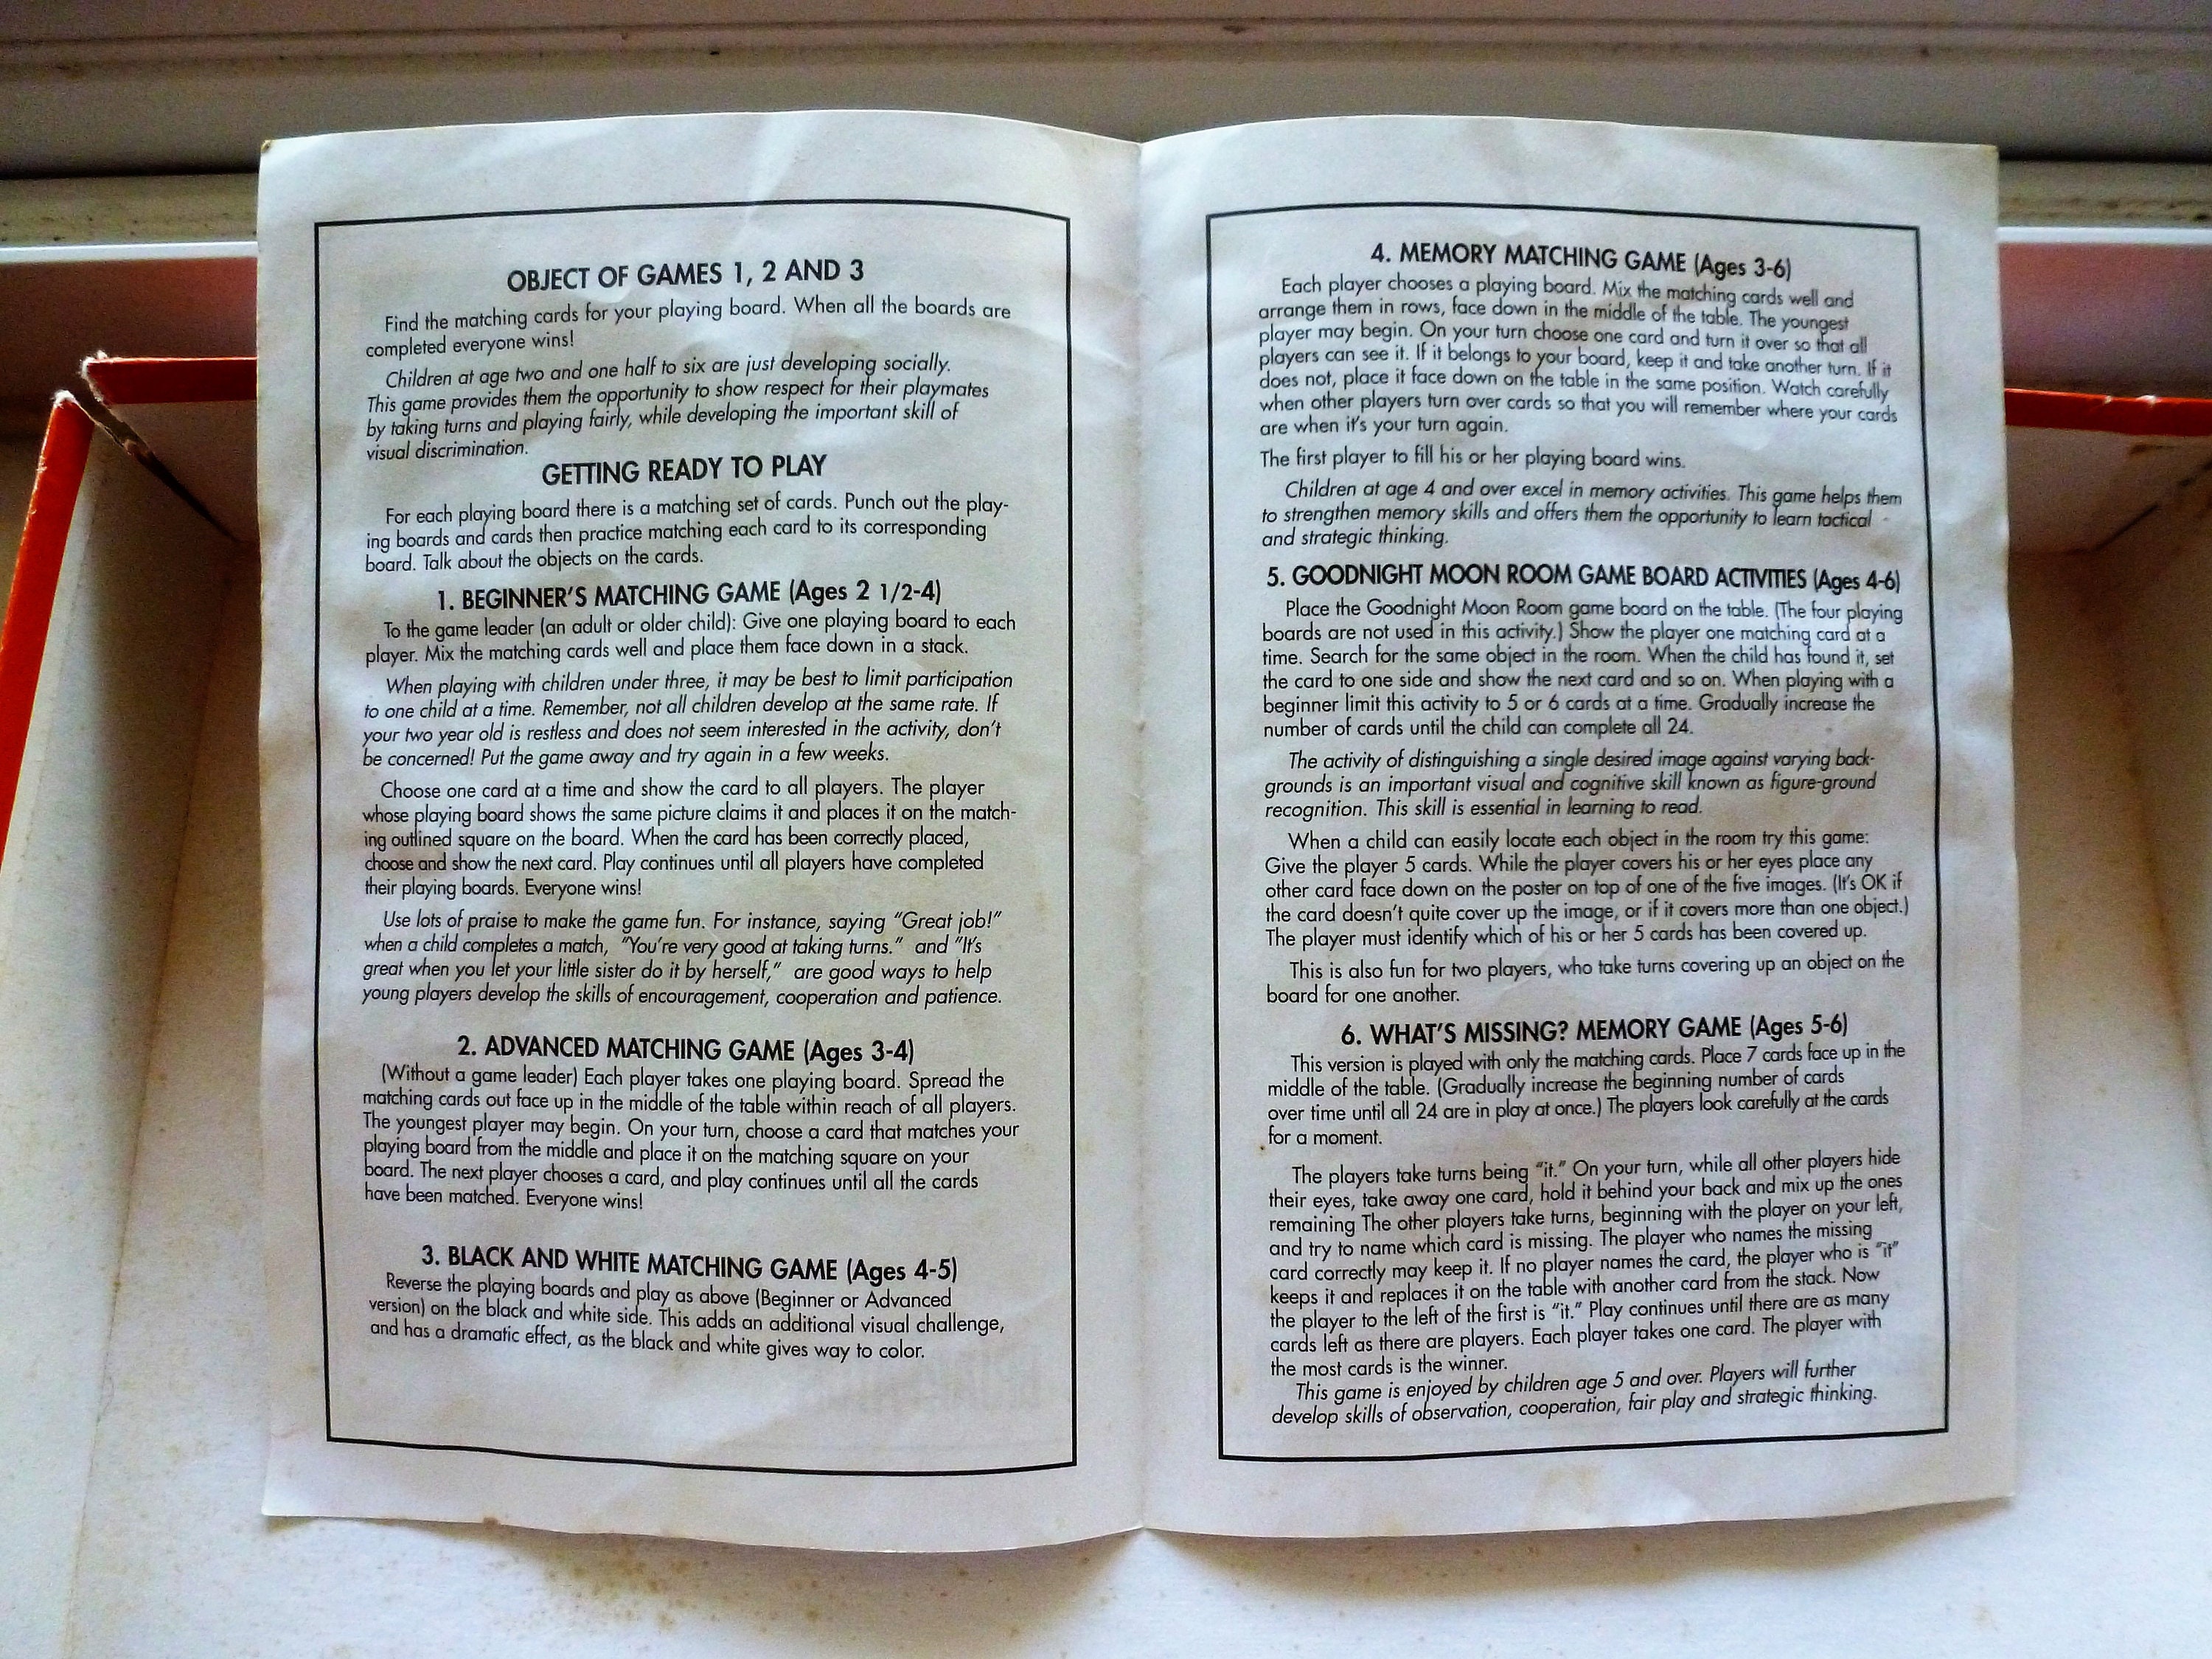 OBJECT OF GAMES 1, 2 AND 3
Find the matching cards for your playing board. When all the boards are
completed everyone wins!
Children at age two and one half to six are just developing socially.
This game provides them the opportunity to show respect for their playmates
by taking turns and playing fairly, while developing the important skill of
visual discrimination.
GETTING READY TO PLAY
For each playing board there is a matching set of cards. Punch out the play-
ing boards and cards then practice matching each card to its corresponding
board. Talk about the objects on the cards.
1. BEGINNER'S MATCHING GAME (Ages 2 1/2-4)
To the game leader (an adult or older child): Give one playing board to each
player. Mix the matching cards well and place them face down in a stack.
When playing with children under three, it may be best to limit participation
to one child at a time. Remember, not all children develop at the same rate. If
your two year old is restless and does not seem interested in the activity, don't
be concerned! Put the game away and try again in a few weeks.
Choose one card at a time and show the card to all players. The player
whose playing board shows the same picture claims it and places it on the match-
ing outlined square on the board. When the card has been correctly placed,
choose and show the next card. Play continues until all players have completed
their playing boards. Everyone wins!
Use lots of praise to make the game fun. For instance, saying "Great job!"
when a child completes a match, "You're very good at taking turns." and "It's
great when you let your little sister do it by herself," are good ways to help
young players develop the skills of encouragement, cooperation and patience.
2. ADVANCED MATCHING GAME (Ages 3-4)
(Without a game leader) Each player takes one playing board. Spread the
matching cards out face up in the middle of the table within reach of all players.
The youngest player may begin. On your turn, choose a card that matches your
playing board from the middle and place it on the matching square on your
board. The next player chooses a card, and play continues until all the cards
have been matched. Everyone wins!
3. BLACK AND WHITE MATCHING GAME (Ages 4-5)
Reverse the playing boards and play as above (Beginner or Advanced
version) on the black and white side. This adds an additional visual challenge,
and has a dramatic effect, as the black and white gives way to color.
4. MEMORY MATCHING GAME (Ages 3-6)
Each player chooses a playing board. Mix the matching cards well and
arrange them in rows, face down in the middle of the table. The youngest
player may begin. On your turn choose one card and turn it over so that all
players can see it. If it belongs to your board, keep it and take another turn. If it
does not, place it face down on the table in the same position. Watch carefully
when other players turn over cards so that you will remember where your cards
are when it's your turn again.
The first player to fill his or her playing board wins.
Children at age 4 and over excel in memory activities. This game helps them
to strengthen memory skills and offers them the opportunity to learn tactical
and strategic thinking.
5. GOODNIGHT MOON ROOM GAME BOARD ACTIVITIES (Ages 4-6)
Place the Goodnight Moon Room game board on the table. (The four playing
boards are not used in this activity.) Show the player one matching card at a
time. Search for the same object in the room. When the child has found it, set
the card to one side and show the next card and so on. When playing with a
beginner limit this activity to 5 or 6 cards at a time. Gradually increase the
number of cards until the child can complete all 24.
The activity of distinguishing a single desired image against varying back-
grounds is an important visual and cognitive skill known as figure-ground
recognition. This skill is essential in learning to read.
When a child can easily locate each object in the room try this game:
Give the player 5 cards. While the player covers his or her eyes place any
other card face down on the poster on top of one of the five images. (It's OK if
the card doesn't quite cover up the image, or if it covers more than one object.)
The player must identify which of his or her 5 cards has been covered up.
This is also fun for two players, who take turns covering up an object on the
board for one another.
6. WHAT'S MISSING? MEMORY GAME (Ages 5-6)
This version is played with only the matching cards. Place 7 cards face up in the
middle of the table. (Gradually increase the beginning number of cards
over time until all 24 are in play at once.) The players look carefully at the cards
for a moment.
The players take turns being "it." On your turn, while all other players hide
their eyes, take away one card, hold it behind your back and mix up the ones
remaining The other players take turns, beginning with the player on your left,
and try to name which card is missing. The player who names the missing
card correctly may keep it. If no player names the card, the player who is "it"
keeps it and replaces it on the table with another card from the stack. Now
the player to the left of the first is "it." Play continues until there are as many
cards left as there are players. Each player takes one card. The player with
the most cards is the winner.
This game is enjoyed by children age 5 and over. Players will further
develop skills of observation, cooperation, fair play and strategic thinking.